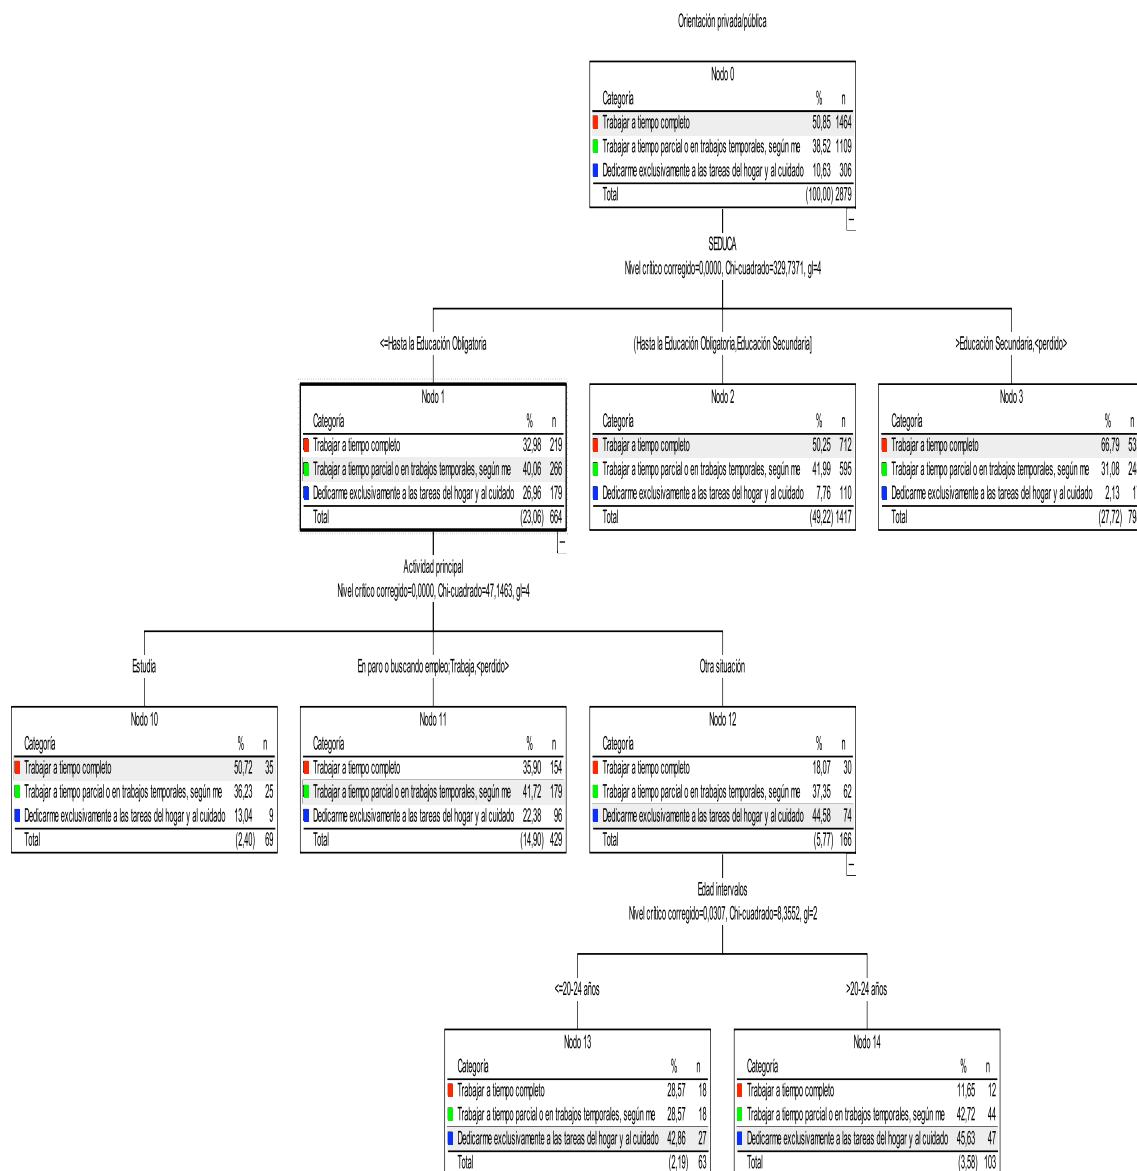 Orientación privada/pública
Nodo 0
Categoría % n
Trabajar a tiempo completo 50,85 1464
Trabajar a tiempo parcial o en trabajos temporales, según me 38,52 1109
Dedicarme exclusivamente a las tareas del hogar y al cuidado 10,63 306
Total (100,00) 2879
SEDUCA
Nivel crítico corregido=0,0000, Chi-cuadrado=329,7371, gl=4
<=Hasta la Educación Obligatoria
(Hasta la Educación Obligatoria,Educación Secundaria]
>Educación Secundaria,<perdido>
Nodo 1
Categoría % n
Trabajar a tiempo completo 32,98 219
Trabajar a tiempo parcial o en trabajos temporales, según me 40,06 266
Dedicarme exclusivamente a las tareas del hogar y al cuidado 26,96 179
Total (23,06) 664
Nodo 2
Categoría % n
Trabajar a tiempo completo 50,25 712
Trabajar a tiempo parcial o en trabajos temporales, según me 41,99 595
Dedicarme exclusivamente a las tareas del hogar y al cuidado 7,76 110
Total (49,22) 1417
Nodo 3
Categoría % n
Trabajar a tiempo completo 66,79 53
Trabajar a tiempo parcial o en trabajos temporales, según me 31,08 24
Dedicarme exclusivamente a las tareas del hogar y al cuidado 2,13 1
Total (27,72) 79
Actividad principal
Nivel crítico corregido=0,0000, Chi-cuadrado=47,1463, gl=4
Estudia
En paro o buscando empleo;Trabaja,<perdido>
Otra situación
Nodo 10
Categoría % n
Trabajar a tiempo completo 50,72 35
Trabajar a tiempo parcial o en trabajos temporales, según me 36,23 25
Dedicarme exclusivamente a las tareas del hogar y al cuidado 13,04 9
Total (2,40) 69
Nodo 11
Categoría % n
Trabajar a tiempo completo 35,90 154
Trabajar a tiempo parcial o en trabajos temporales, según me 41,72 179
Dedicarme exclusivamente a las tareas del hogar y al cuidado 22,38 96
Total (14,90) 429
Nodo 12
Categoría % n
Trabajar a tiempo completo 18,07 30
Trabajar a tiempo parcial o en trabajos temporales, según me 37,35 62
Dedicarme exclusivamente a las tareas del hogar y al cuidado 44,58 74
Total (5,77) 166
Edad intervalos
Nivel crítico corregido=0,0307, Chi-cuadrado=8,3552, gl=2
<=20-24 años
>20-24 años
Nodo 13
Categoría % n
Trabajar a tiempo completo 28,57 18
Trabajar a tiempo parcial o en trabajos temporales, según me 28,57 18
Dedicarme exclusivamente a las tareas del hogar y al cuidado 42,86 27
Total (2,19) 63
Nodo 14
Categoría % n
Trabajar a tiempo completo 11,65 12
Trabajar a tiempo parcial o en trabajos temporales, según me 42,72 44
Dedicarme exclusivamente a las tareas del hogar y al cuidado 45,63 47
Total (3,58) 103